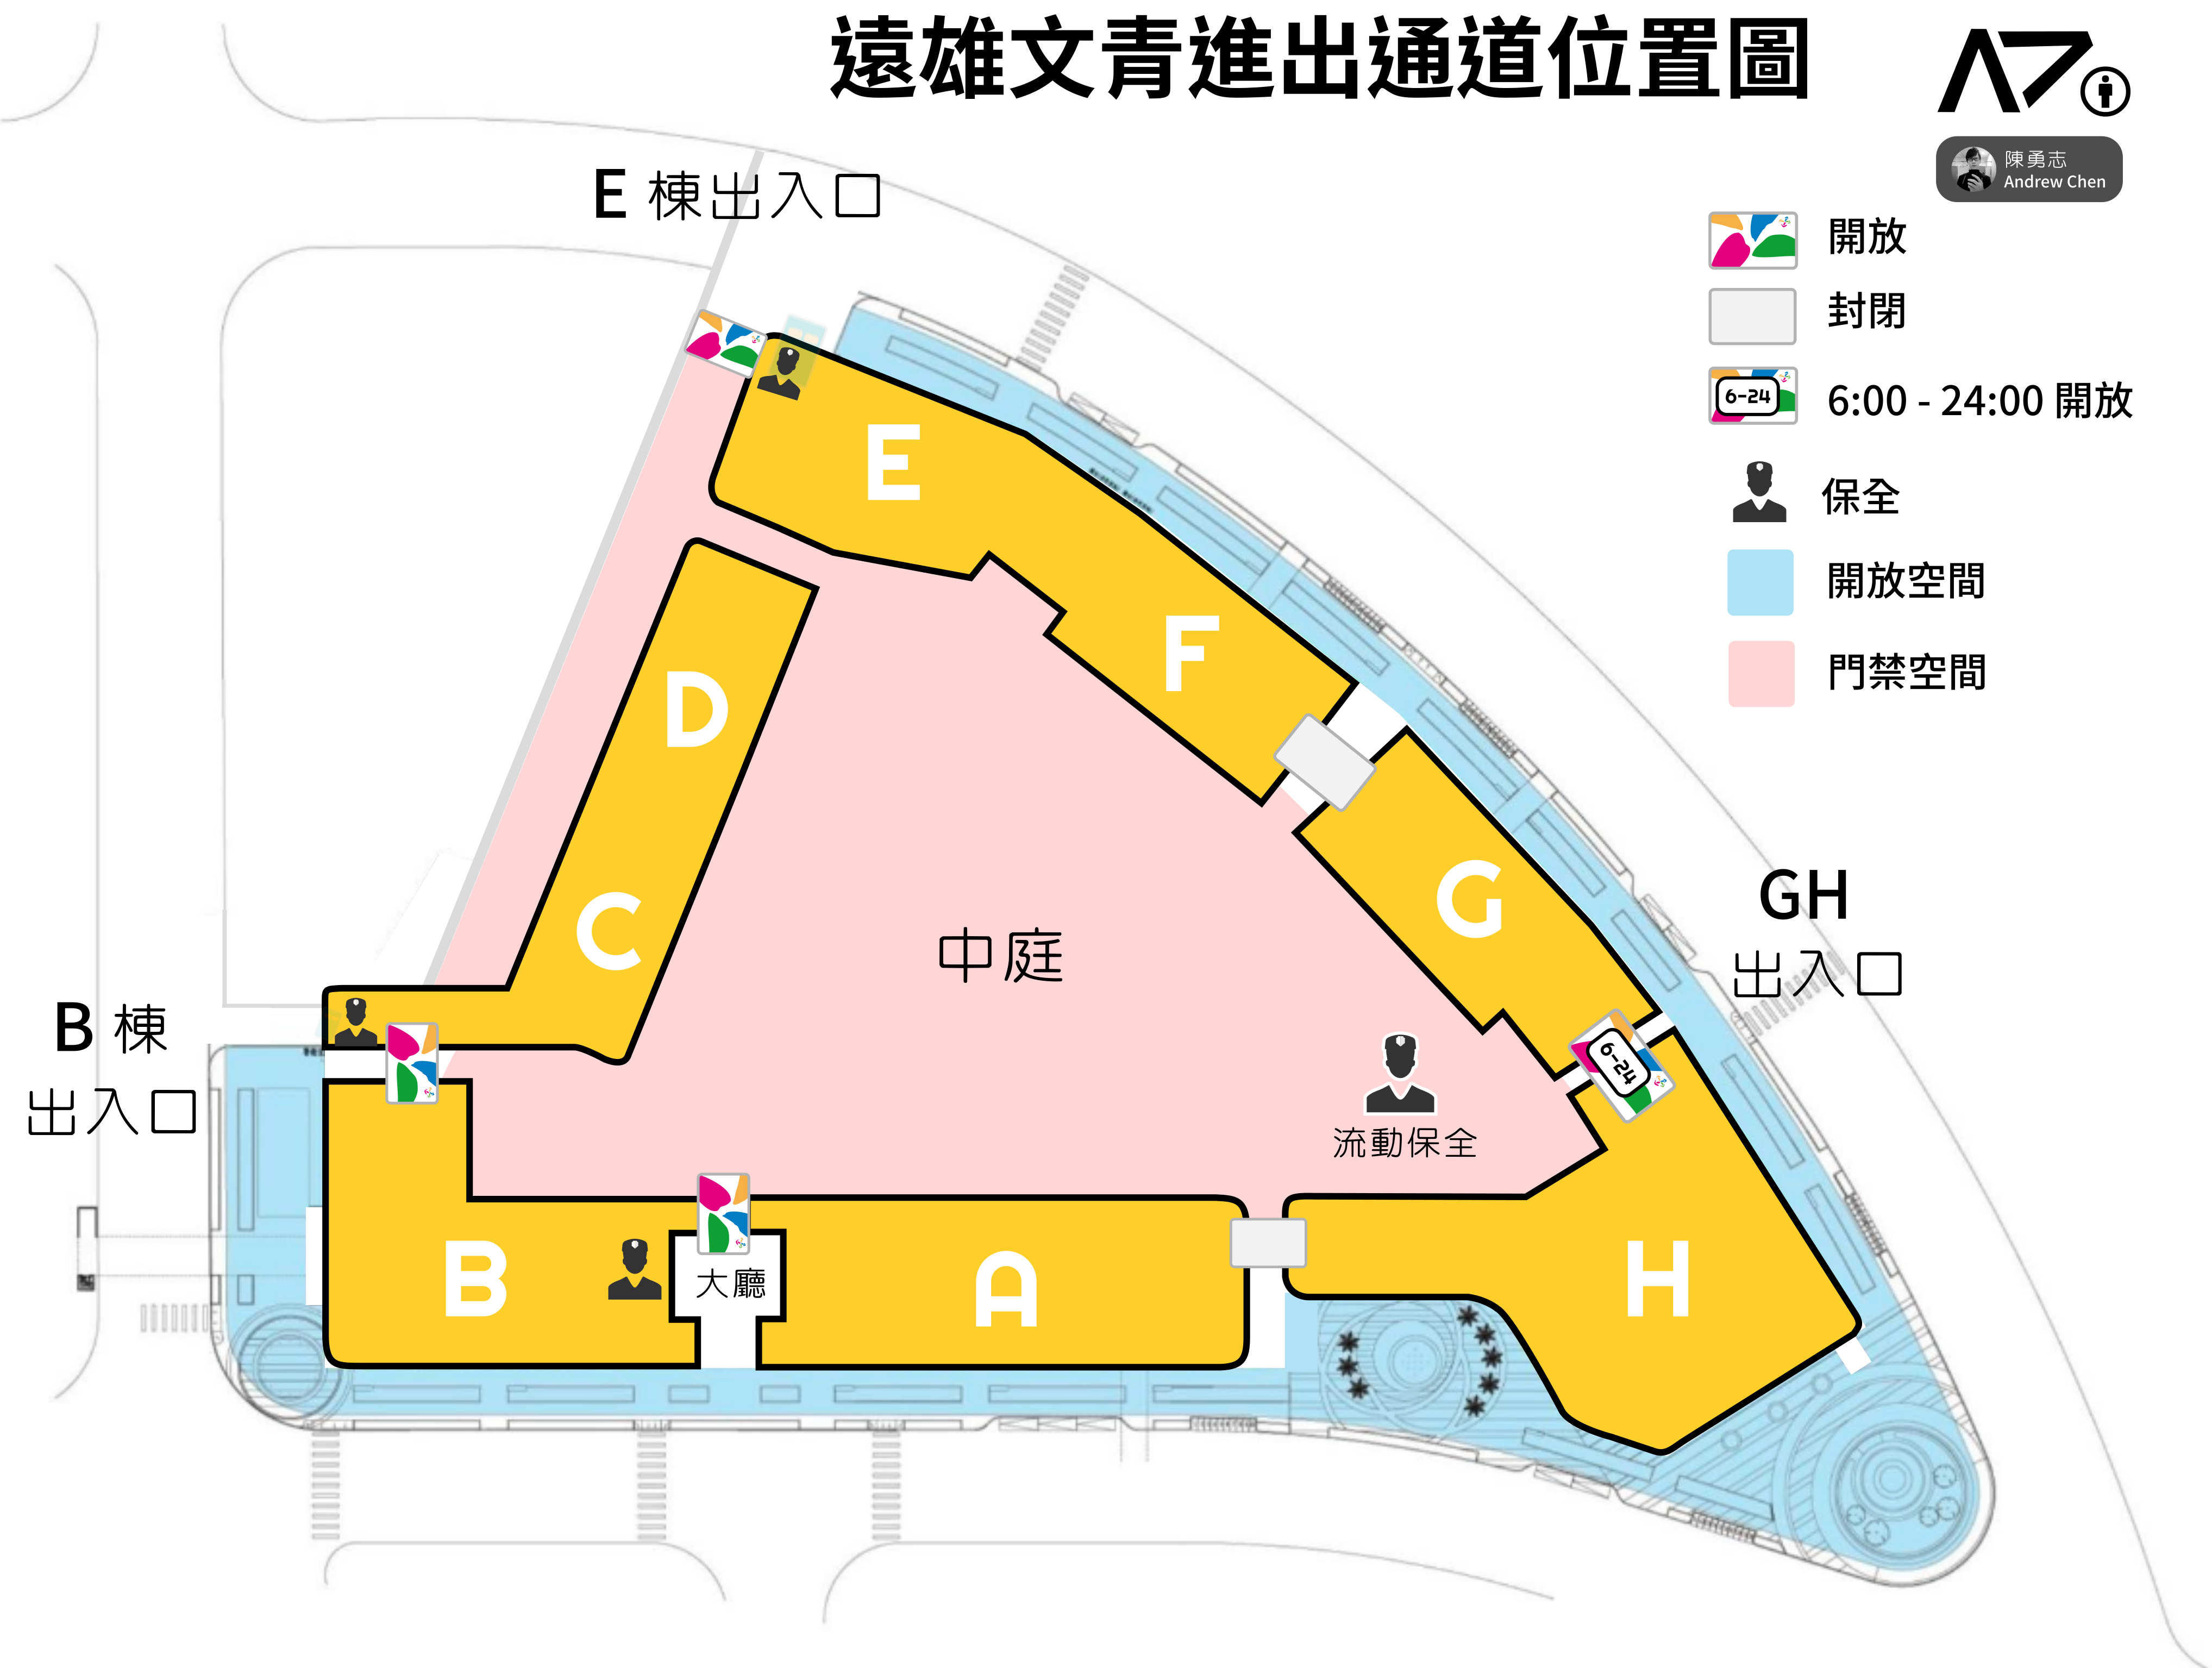 遠雄文青進出通道位置圖
A7
陳勇志
Andrew Chen
開放
封閉
6-24
6:00 - 24:00 開放
保全
開放空間
門禁空間
E 棟出入口
E
D
F
C
G
中庭
GH
出入口
B 棟
出入口
6-24
流動保全
B
大廳
A
H